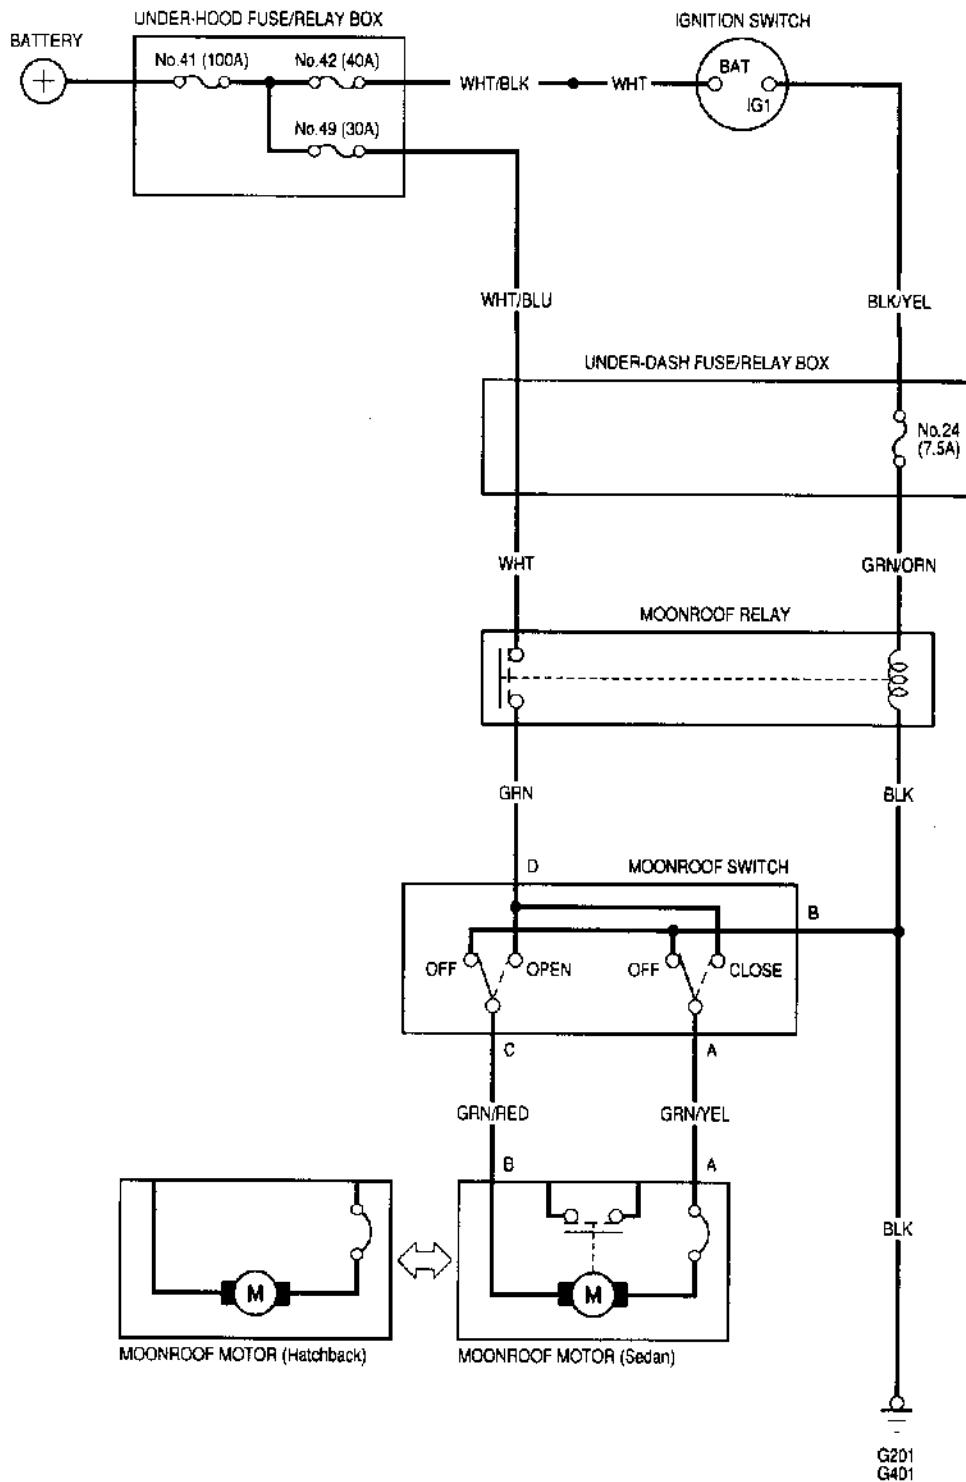 UNDER-HOOD FUSE/RELAY BOX
IGNITION SWITCH
BATTERY
No.41 (100A)
No.42 (40A)
WHT/BLK
WHT
BAT
IG1
No.49 (30A)
WHT/BLU
BLK/YEL
UNDER-DASH FUSE/RELAY BOX
No.24
(7.5A)
WHT
GRN/ORN
MOONROOF RELAY
GRN
BLK
D
MOONROOF SWITCH
B
OFF
OPEN
OFF
CLOSE
C
A
GRN/RED
GRN/YEL
B
A
BLK
M
M
MOONROOF MOTOR (Hatchback)
MOONROOF MOTOR (Sedan)
G201
G401